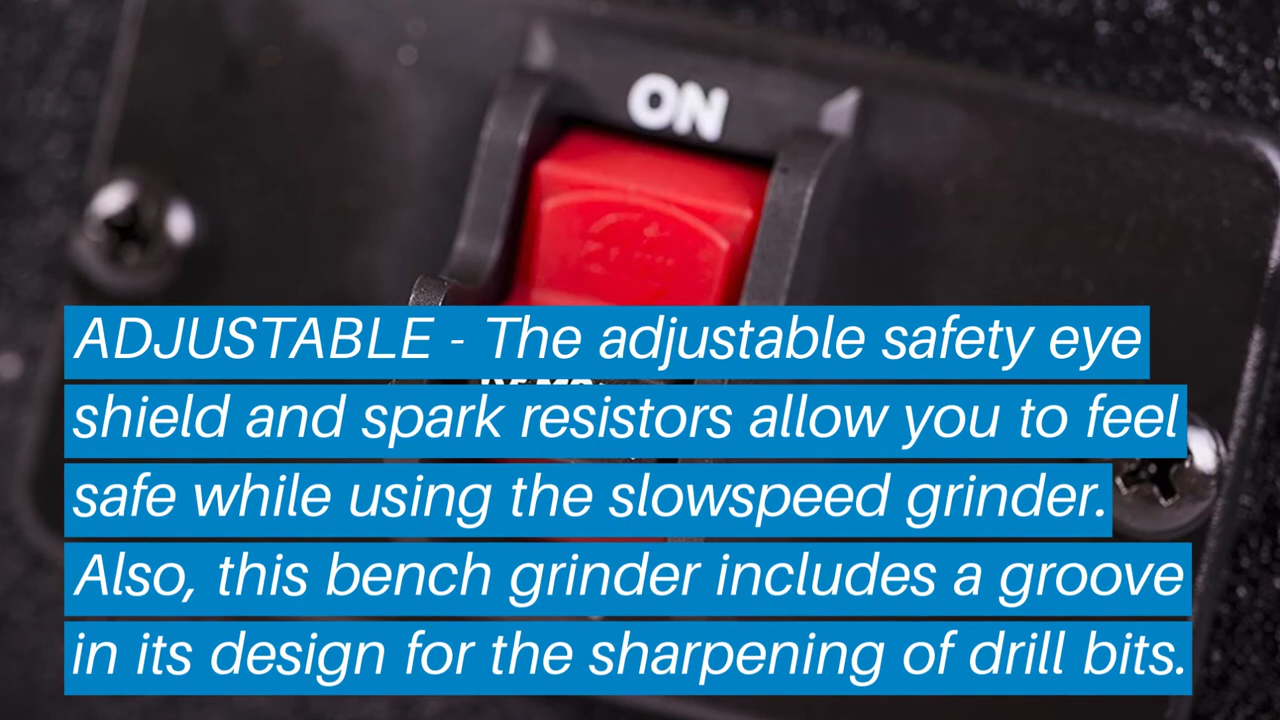 ON
ADJUSTABLE - The adjustable safety eye
shield and spark resistors allow you to feel
safe while using the slowspeed grinder.
Also, this bench grinder includes a groove
in its design for the sharpening of drill bits.